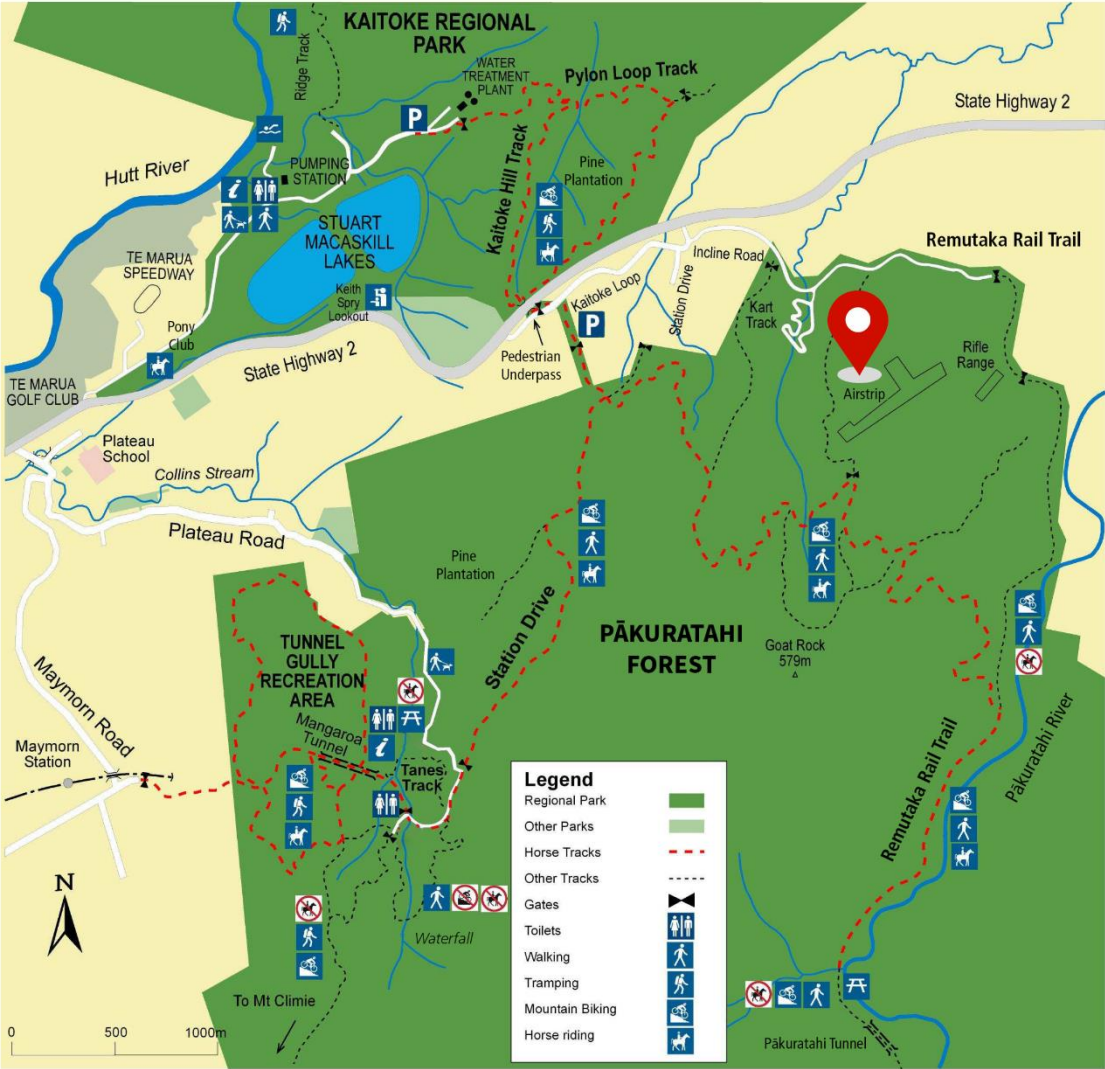 KAITOKE REGIONAL
PARK
Ridge Track
WATER
TREATMENT
PLANT
Pylon Loop Track
State Highway 2
P
Hutt River
PUMPING
STATION
Kaitoke Hill Track
Pine
Plantation
i
STUART
MACASKILL
LAKES
TE MARUA
SPEEDWAY
Keith
Spry
Lookout
Incline Road
Remutaka Rail Trail
Kaitoke Loop
Station Drive
Kart
Track
P
Pony
Club
State Highway 2
Pedestrian
Underpass
Rifle
Range
Airstrip
TE MARUA
GOLF CLUB
Plateau
School
Collins Stream
Plateau Road
Pine
Plantation
Station Drive
PĀKURATAHI
FOREST
Goat Rock
579m
TUNNEL
GULLY
RECREATION
AREA
Mangaroa
Tunnel
i
Tanes
Track
Maymorn Road
Maymorn
Station
Pākuratahi River
Remutaka Rail Trail
N
Waterfall
To Mt Climie
0 500 1000m
Pākuratahi Tunnel
Legend
Regional Park
Other Parks
Horse Tracks
Other Tracks
Gates
Toilets
Walking
Tramping
Mountain Biking
Horse riding